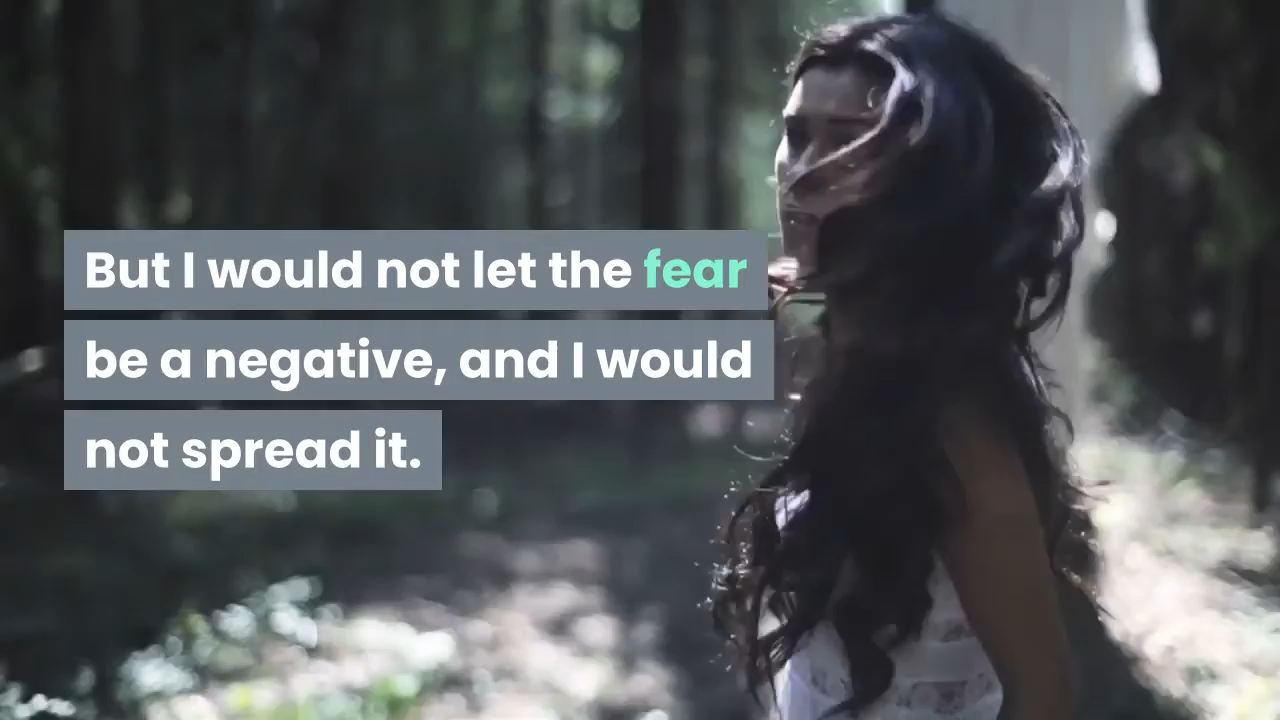 But I would not let the fear
be a negative, and I would
not spread it.